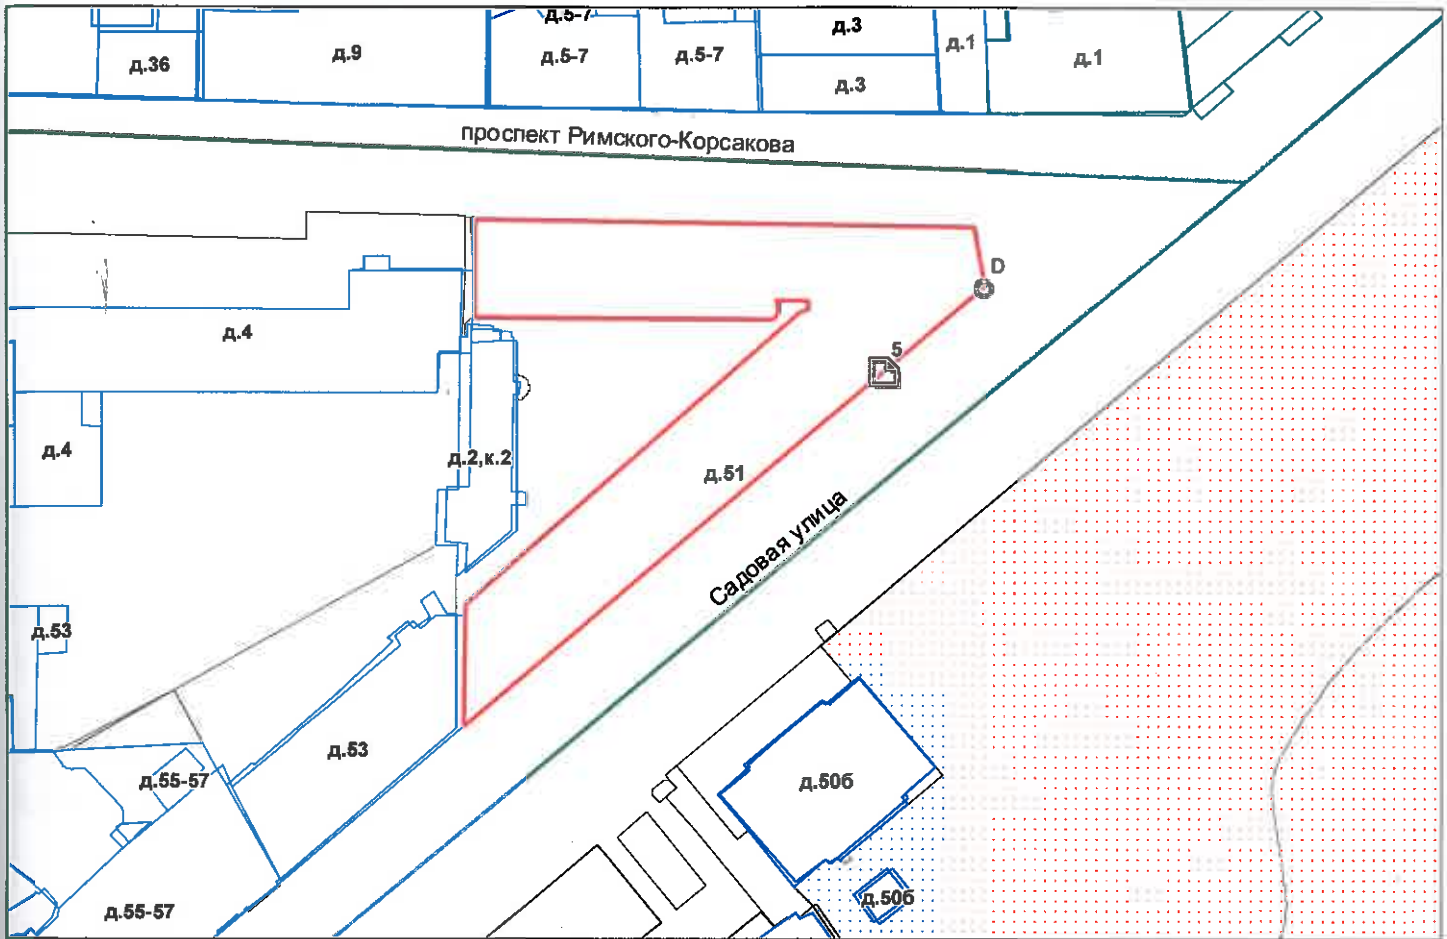 д.5-7
д.3
д.36
д.9
д.5-7
д.5-7
д.3
д.1
д.1
проспект Римского-Корсакова
D
д.4
5
д.4
д.2,к.2
д.51
Садовая улица
д.53
д.53
д.55-57
д.50б
д.50б
д.55-57